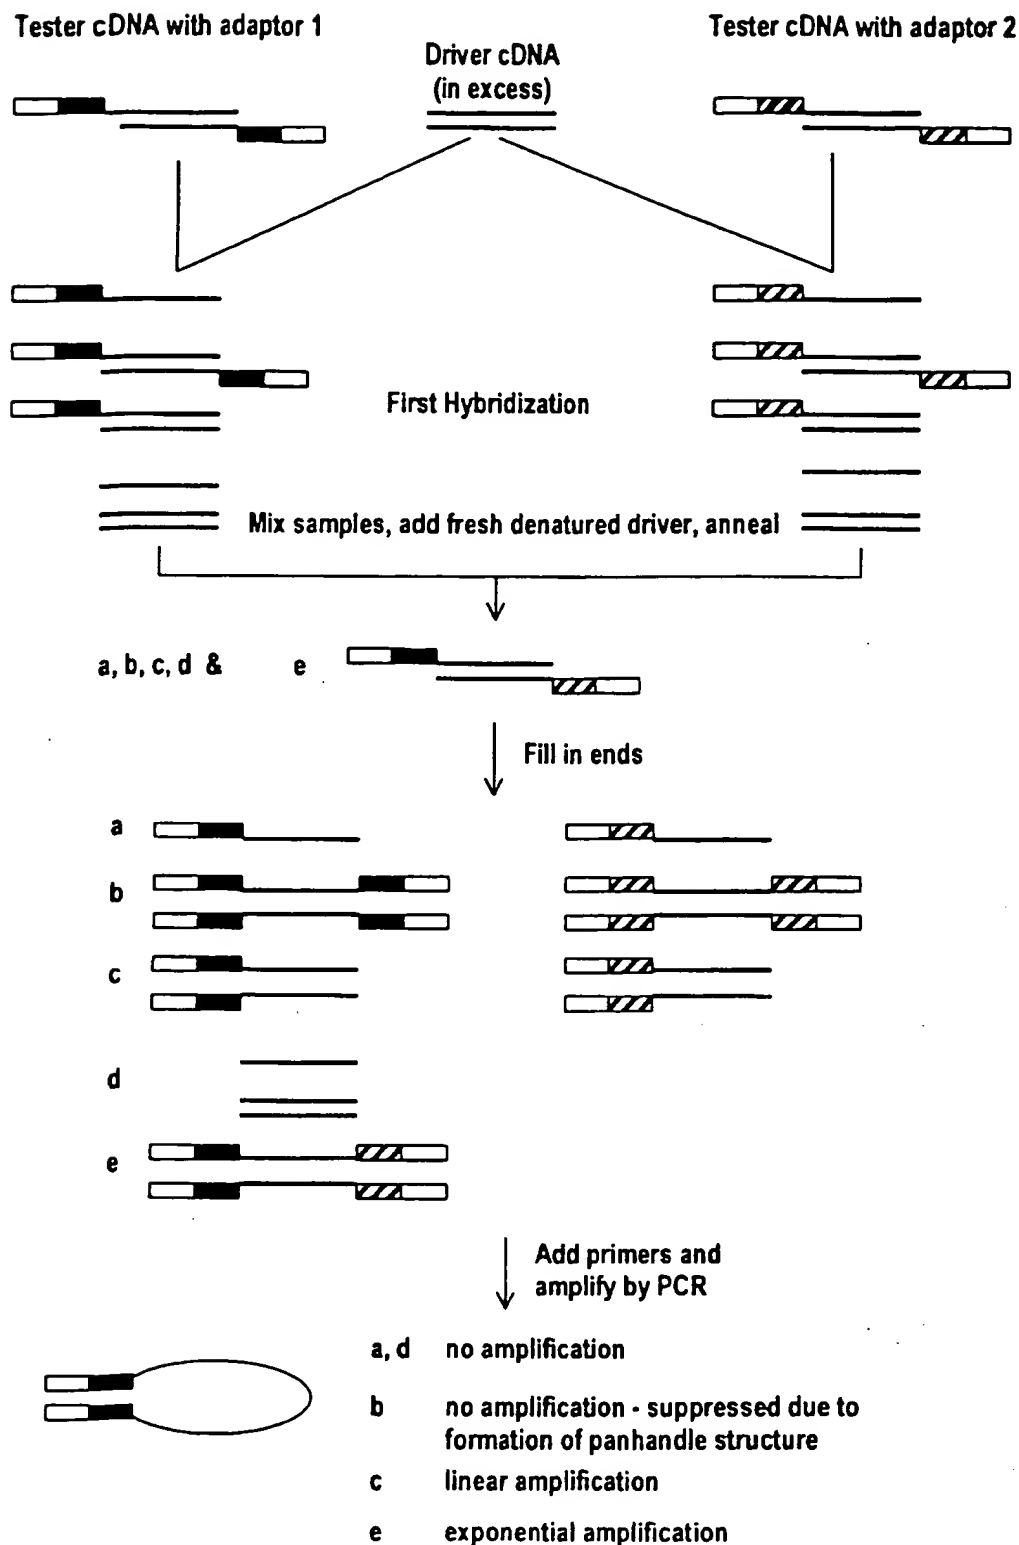 Tester cDNA with adaptor 1
Driver cDNA
(in excess)
Tester cDNA with adaptor 2
First Hybridization
Mix samples, add fresh denatured driver, anneal
a, b, c, d & e
Fill in ends
a
b
c
d
e
Add primers and
amplify by PCR
a, d no amplification
b no amplification - suppressed due to
formation of panhandle structure
c linear amplification
e exponential amplification